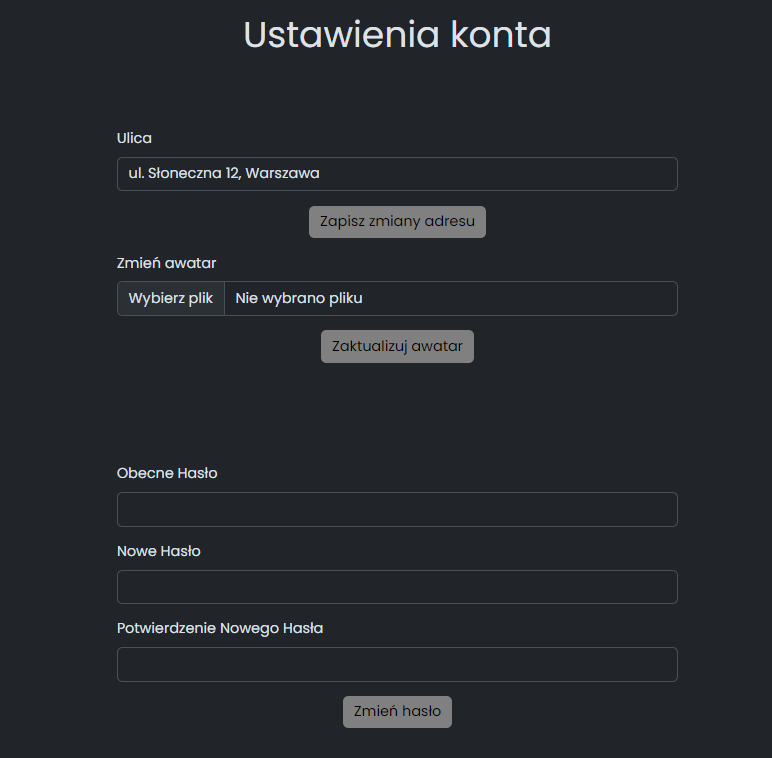 Ustawienia konta
Ulica
ul. Słoneczna 12, Warszawa
Zapisz zmiany adresu
Zmień awatar
Wybierz plik Nie wybrano pliku
Zaktualizuj awatar
Obecne Hasło
Nowe Hasło
Potwierdzenie Nowego Hasła
Zmień hasło